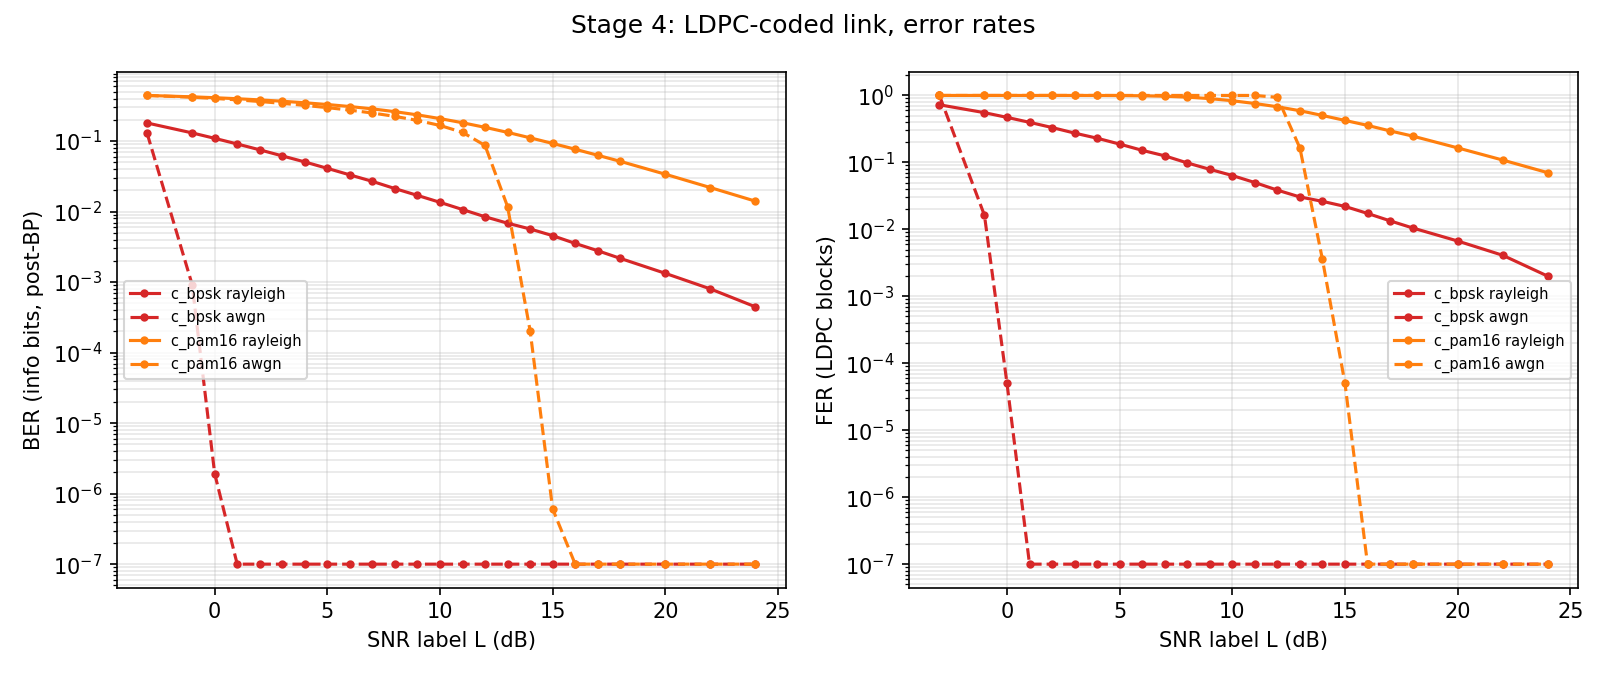 Stage 4: LDPC-coded link, error rates
BER (info bits, post-BP)
10⁻¹
10⁻²
10⁻³
10⁻⁴
10⁻⁵
10⁻⁶
10⁻⁷
c_bpsk rayleigh
c_bpsk awgn
c_pam16 rayleigh
c_pam16 awgn
0 5 10 15 20 25
SNR label L (dB)
FER (LDPC blocks)
10⁰
10⁻¹
10⁻²
10⁻³
10⁻⁴
10⁻⁵
10⁻⁶
10⁻⁷
c_bpsk rayleigh
c_bpsk awgn
c_pam16 rayleigh
c_pam16 awgn
0 5 10 15 20 25
SNR label L (dB)